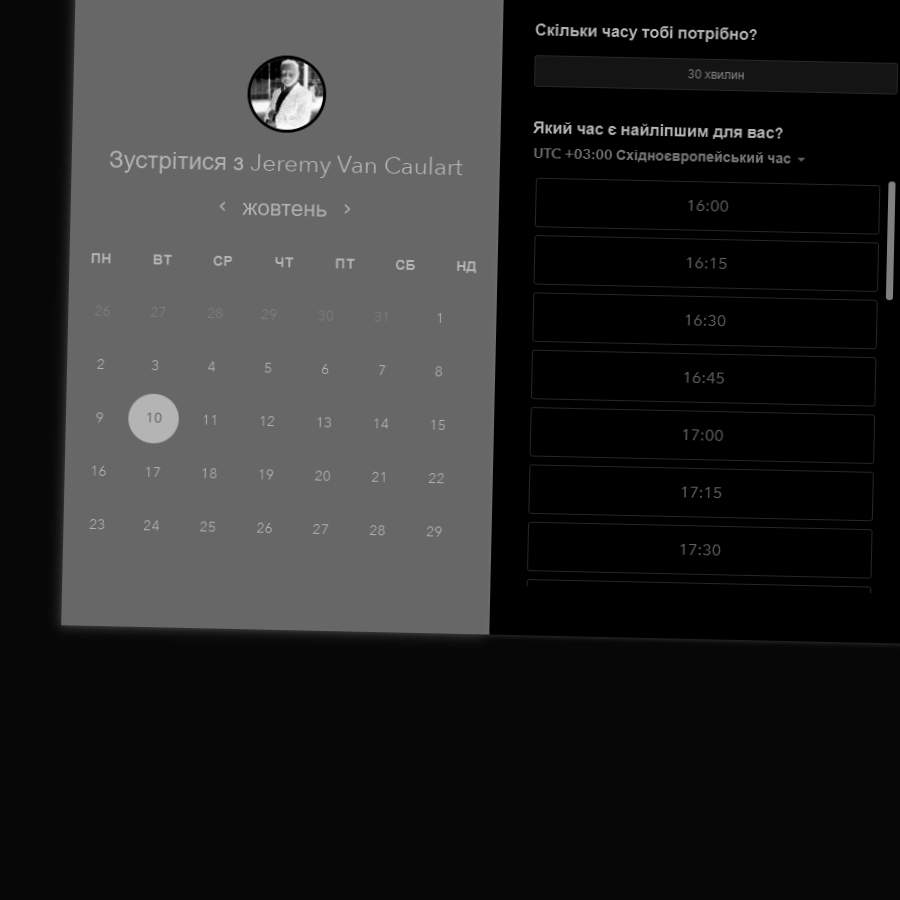 Зустрітися з Jeremy Van Caulart
жовтень
ПН ВТ СР ЧТ ПТ СБ НД
26 27 28 29 30 31 1
2 3 4 5 6 7 8
9 10 11 12 13 14 15
16 17 18 19 20 21 22
23 24 25 26 27 28 29
Скільки часу тобі потрібно?
30 хвилин
Який час є найліпшим для вас?
UTC +03:00 Східноєвропейський час
16:00
16:15
16:30
16:45
17:00
17:15
17:30